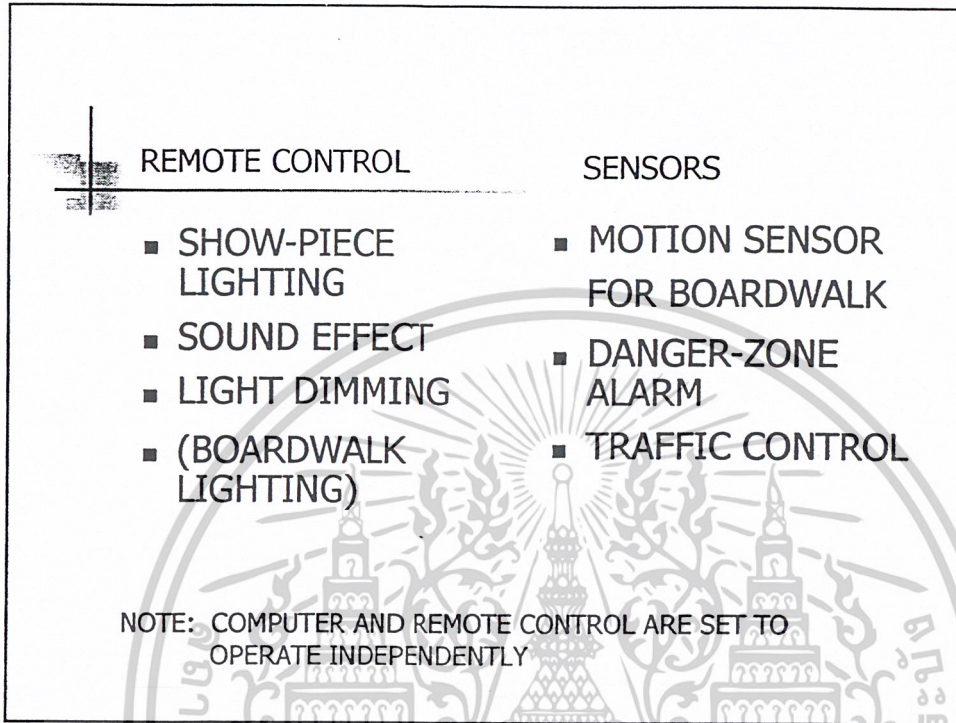 REMOTE CONTROL
■ SHOW-PIECE
LIGHTING
■ SOUND EFFECT
■ LIGHT DIMMING
■ (BOARDWALK
LIGHTING)
SENSORS
■ MOTION SENSOR
FOR BOARDWALK
■ DANGER-ZONE
ALARM
■ TRAFFIC CONTROL
NOTE: COMPUTER AND REMOTE CONTROL ARE SET TO
OPERATE INDEPENDENTLY